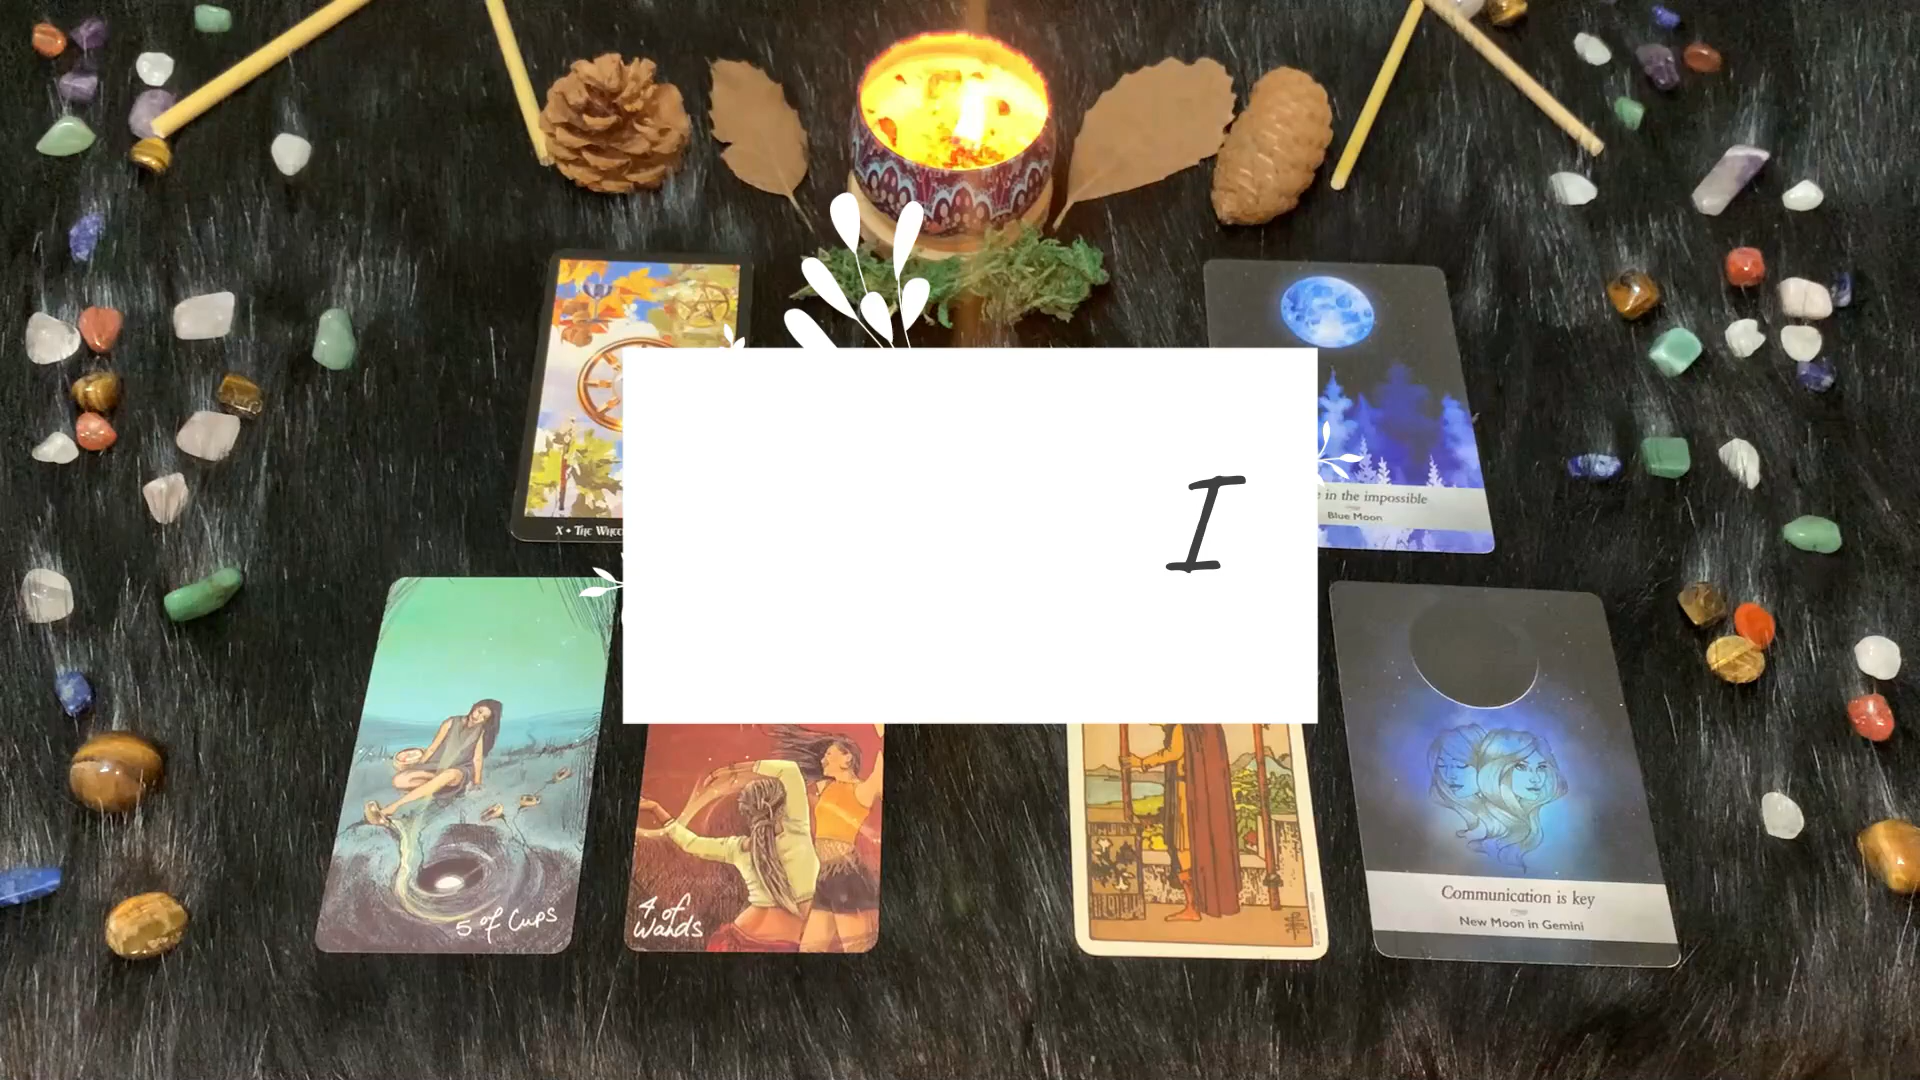 X • THE
in the impossible
Blue Moon
I
5 of Cups
4 of
Wands
Communication is key
New Moon in Gemini